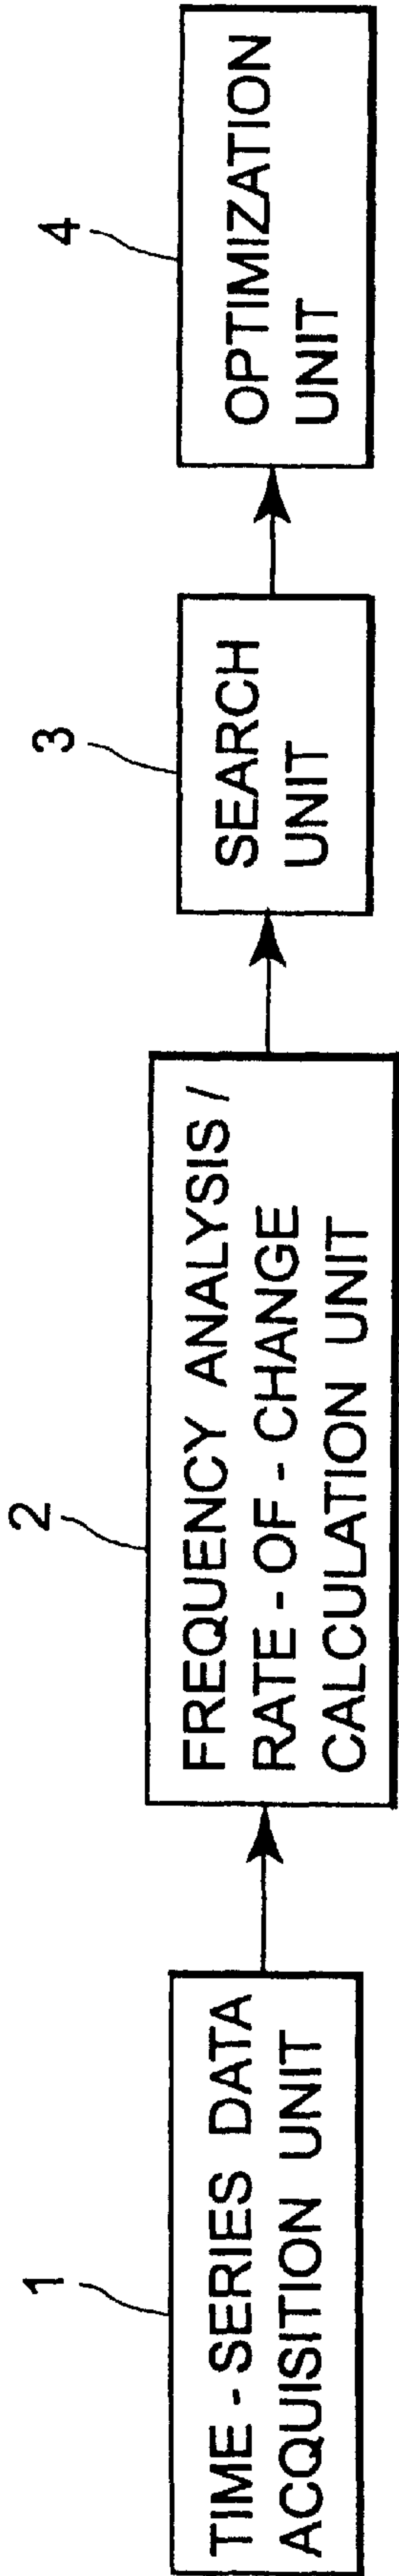 1
TIME - SERIES DATA
ACQUISITION UNIT
2
FREQUENCY ANALYSIS /
RATE - OF - CHANGE
CALCULATION UNIT
3
SEARCH
UNIT
4
OPTIMIZATION
UNIT